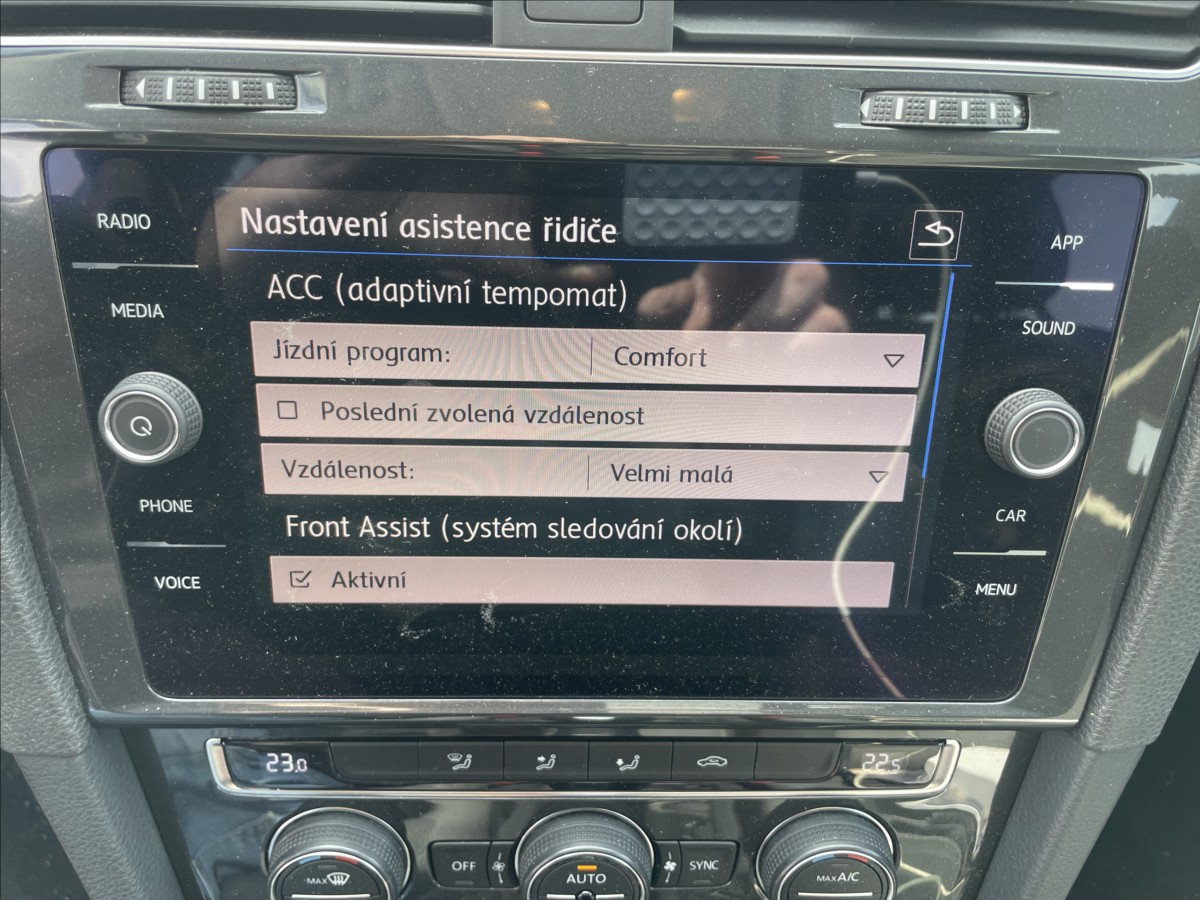 RADIO
MEDIA
PHONE
VOICE
Nastavení asistence řidiče
ACC (adaptivní tempomat)
Jízdní program: Comfort
Poslední zvolená vzdálenost
Vzdálenost: Velmi malá
Front Assist (systém sledování okolí)
Aktivní
APP
SOUND
CAR
MENU
23.0
22.5
OFF
SYNC
MAX
AUTO
MAX A/C